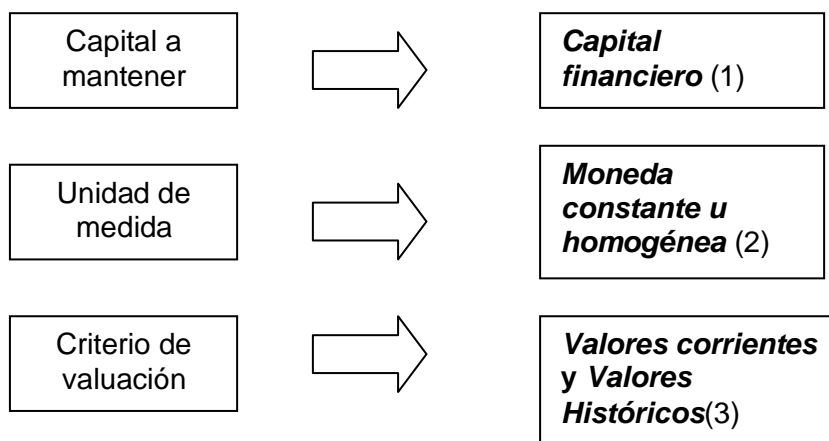 Capital a
mantener
Capital
financiero (1)
Unidad de
medida
Moneda
constante u
homogénea (2)
Criterio de
valuación
Valores corrientes
y Valores
Históricos(3)